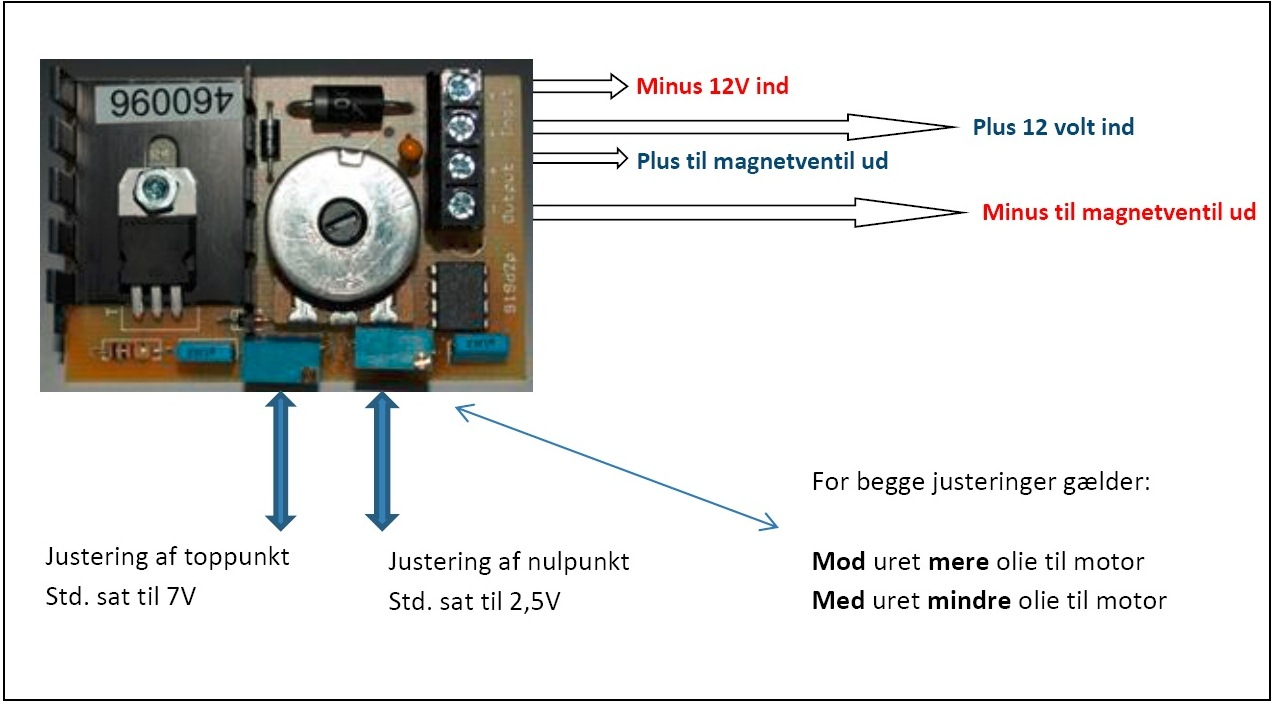 460096
Minus 12V ind
Input
Plus 12 volt ind
Plus til magnetventil ud
Output
Minus til magnetventil ud
Justering af toppunkt
Std. sat til 7V
Justering af nulpunkt
Std. sat til 2,5V
For begge justeringer gælder:
Mod uret mere olie til motor
Med uret mindre olie til motor